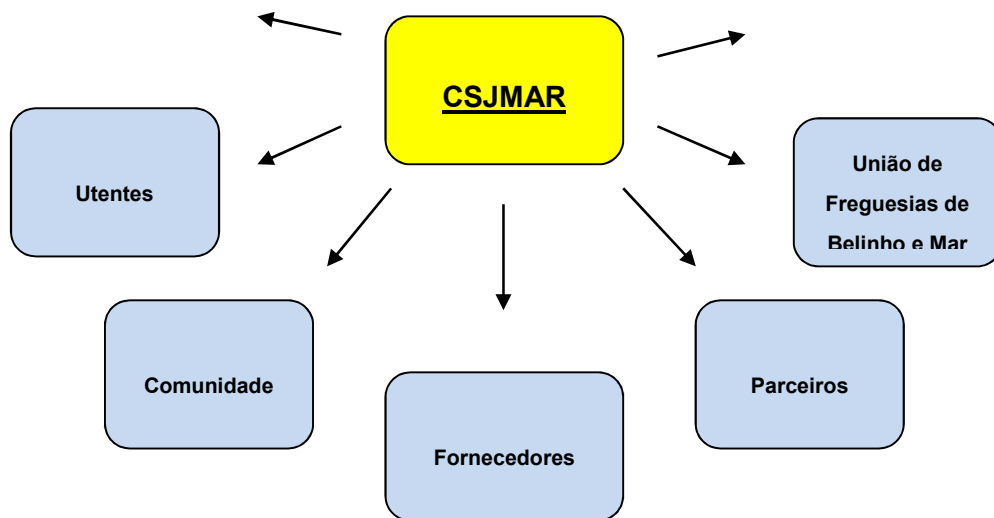 CSJMAR
Utentes
União de
Freguesias de
Belinho e Mar
Comunidade
Parceiros
Fornecedores